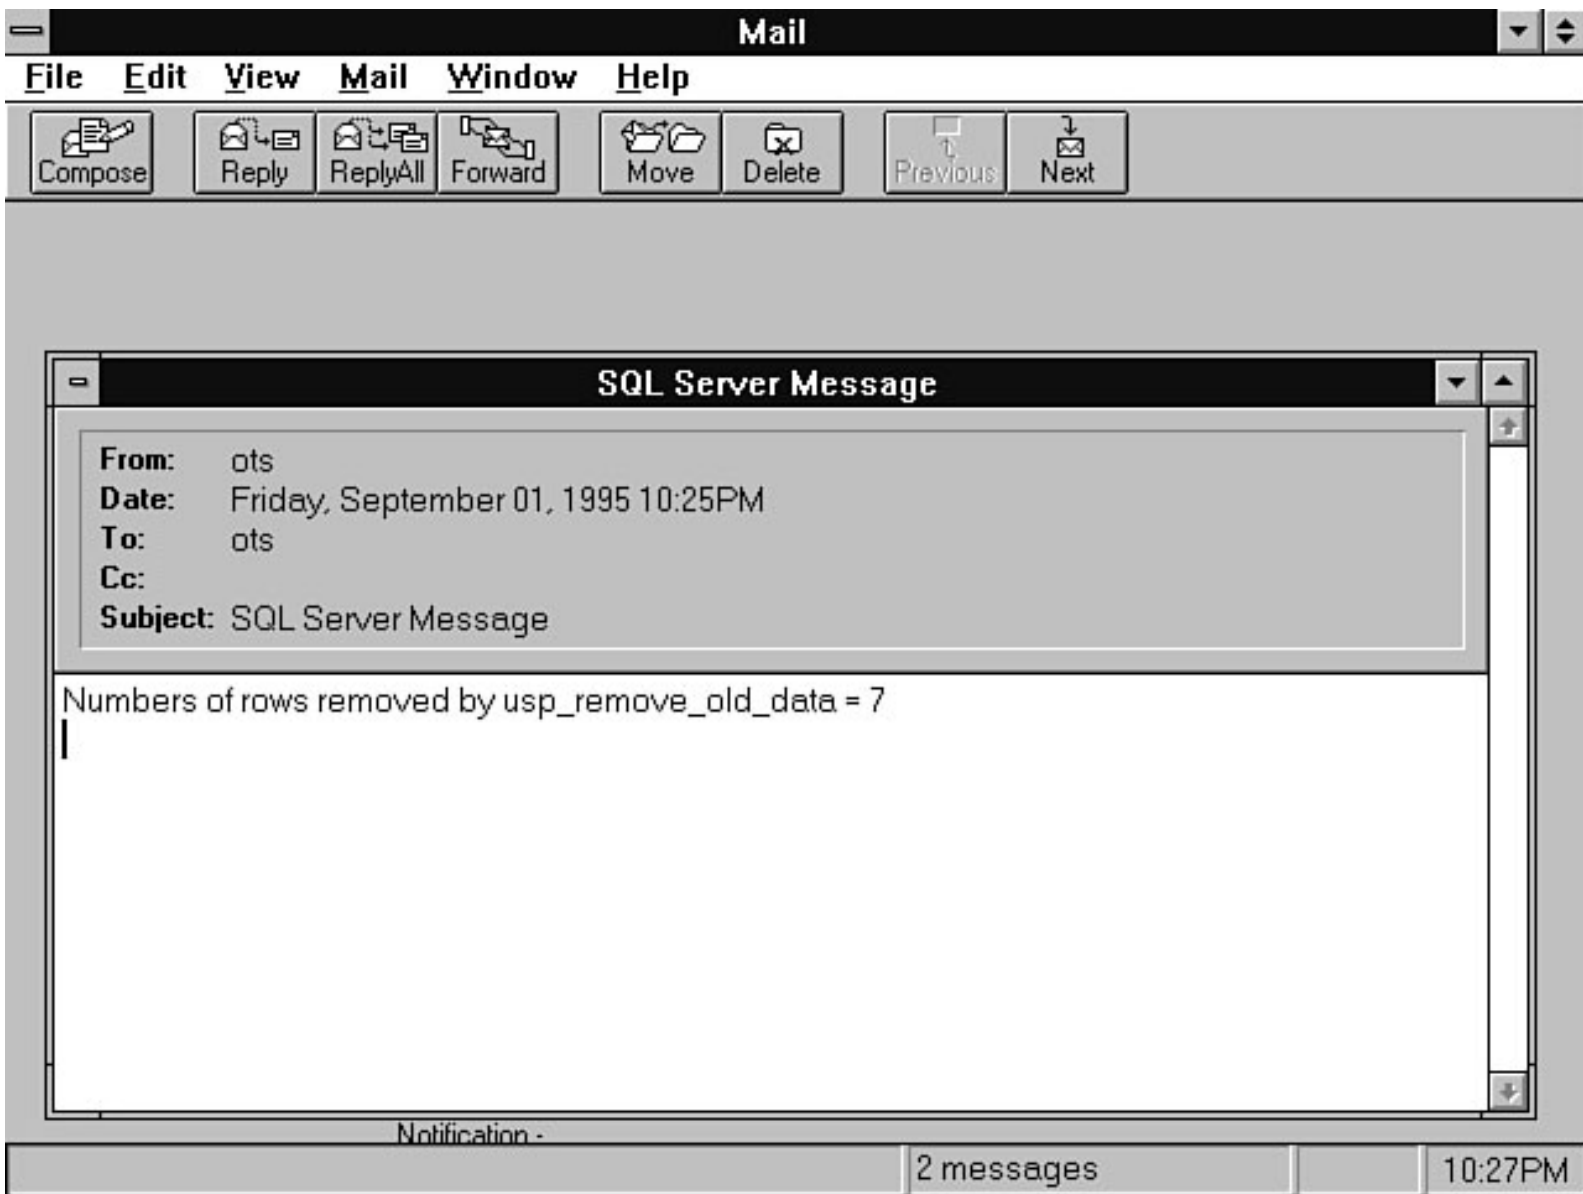 Mail
File Edit View Mail Window Help
Compose Reply ReplyAll Forward Move Delete Previous Next
SQL Server Message
From: ots
Date: Friday, September 01, 1995 10:25PM
To: ots
Cc:
Subject: SQL Server Message
Numbers of rows removed by usp_remove_old_data = 7
Notification -
2 messages 10:27PM